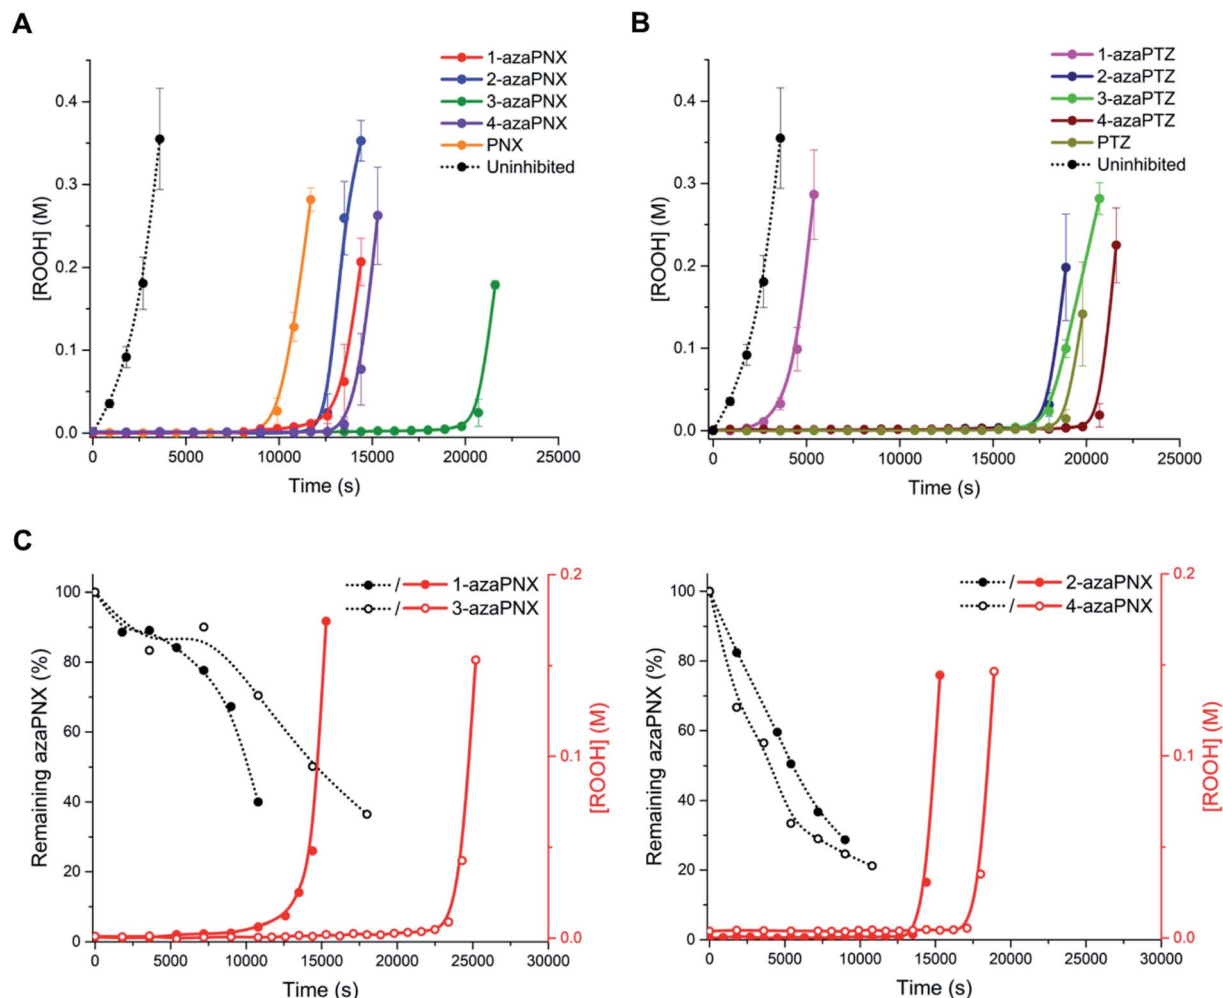 A
1-azaPNX
2-azaPNX
3-azaPNX
4-azaPNX
PNX
Uninhibited
[ROOH] (M)
0.4
0.3
0.2
0.1
0.0
0 5000 10000 15000 20000 25000
Time (s)
B
1-azaPTZ
2-azaPTZ
3-azaPTZ
4-azaPTZ
PTZ
Uninhibited
[ROOH] (M)
0.4
0.3
0.2
0.1
0.0
0 5000 10000 15000 20000 25000
Time (s)
C
/ 1-azaPNX
/ 3-azaPNX
Remaining azaPNX (%)
100
80
60
40
20
0
0.2
0.1
0.0
[ROOH] (M)
0 5000 10000 15000 20000 25000 30000
Time (s)
/ 2-azaPNX
/ 4-azaPNX
Remaining azaPNX (%)
100
80
60
40
20
0
0.2
0.1
0.0
[ROOH] (M)
0 5000 10000 15000 20000 25000 30000
Time (s)